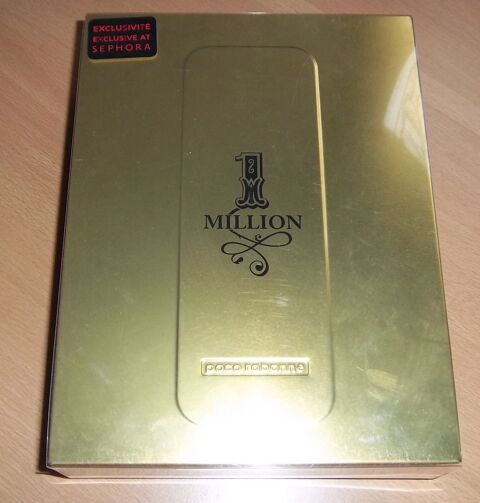 EXCLUSIVITÉ
EXCLUSIVE AT
SEPHORA
1
MILLION
paco rabanne